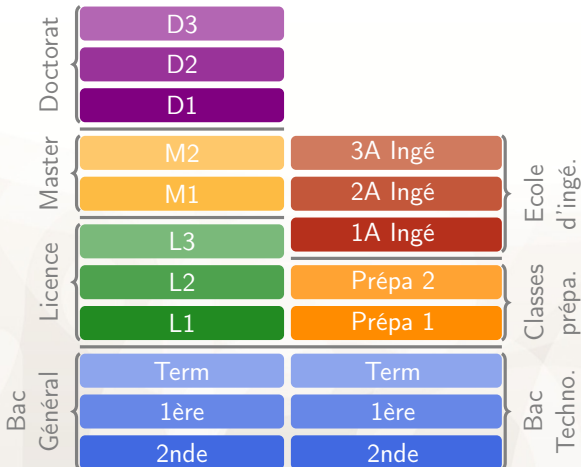 D3
D2
D1
Doctorat
M2
M1
Master
3A Ingé
2A Ingé
1A Ingé
Ecole
d'ingé.
L3
L2
L1
Licence
Prépa 2
Prépa 1
Classes
prépa.
Term
1ère
2nde
Bac
Général
Term
1ère
2nde
Bac
Techno.